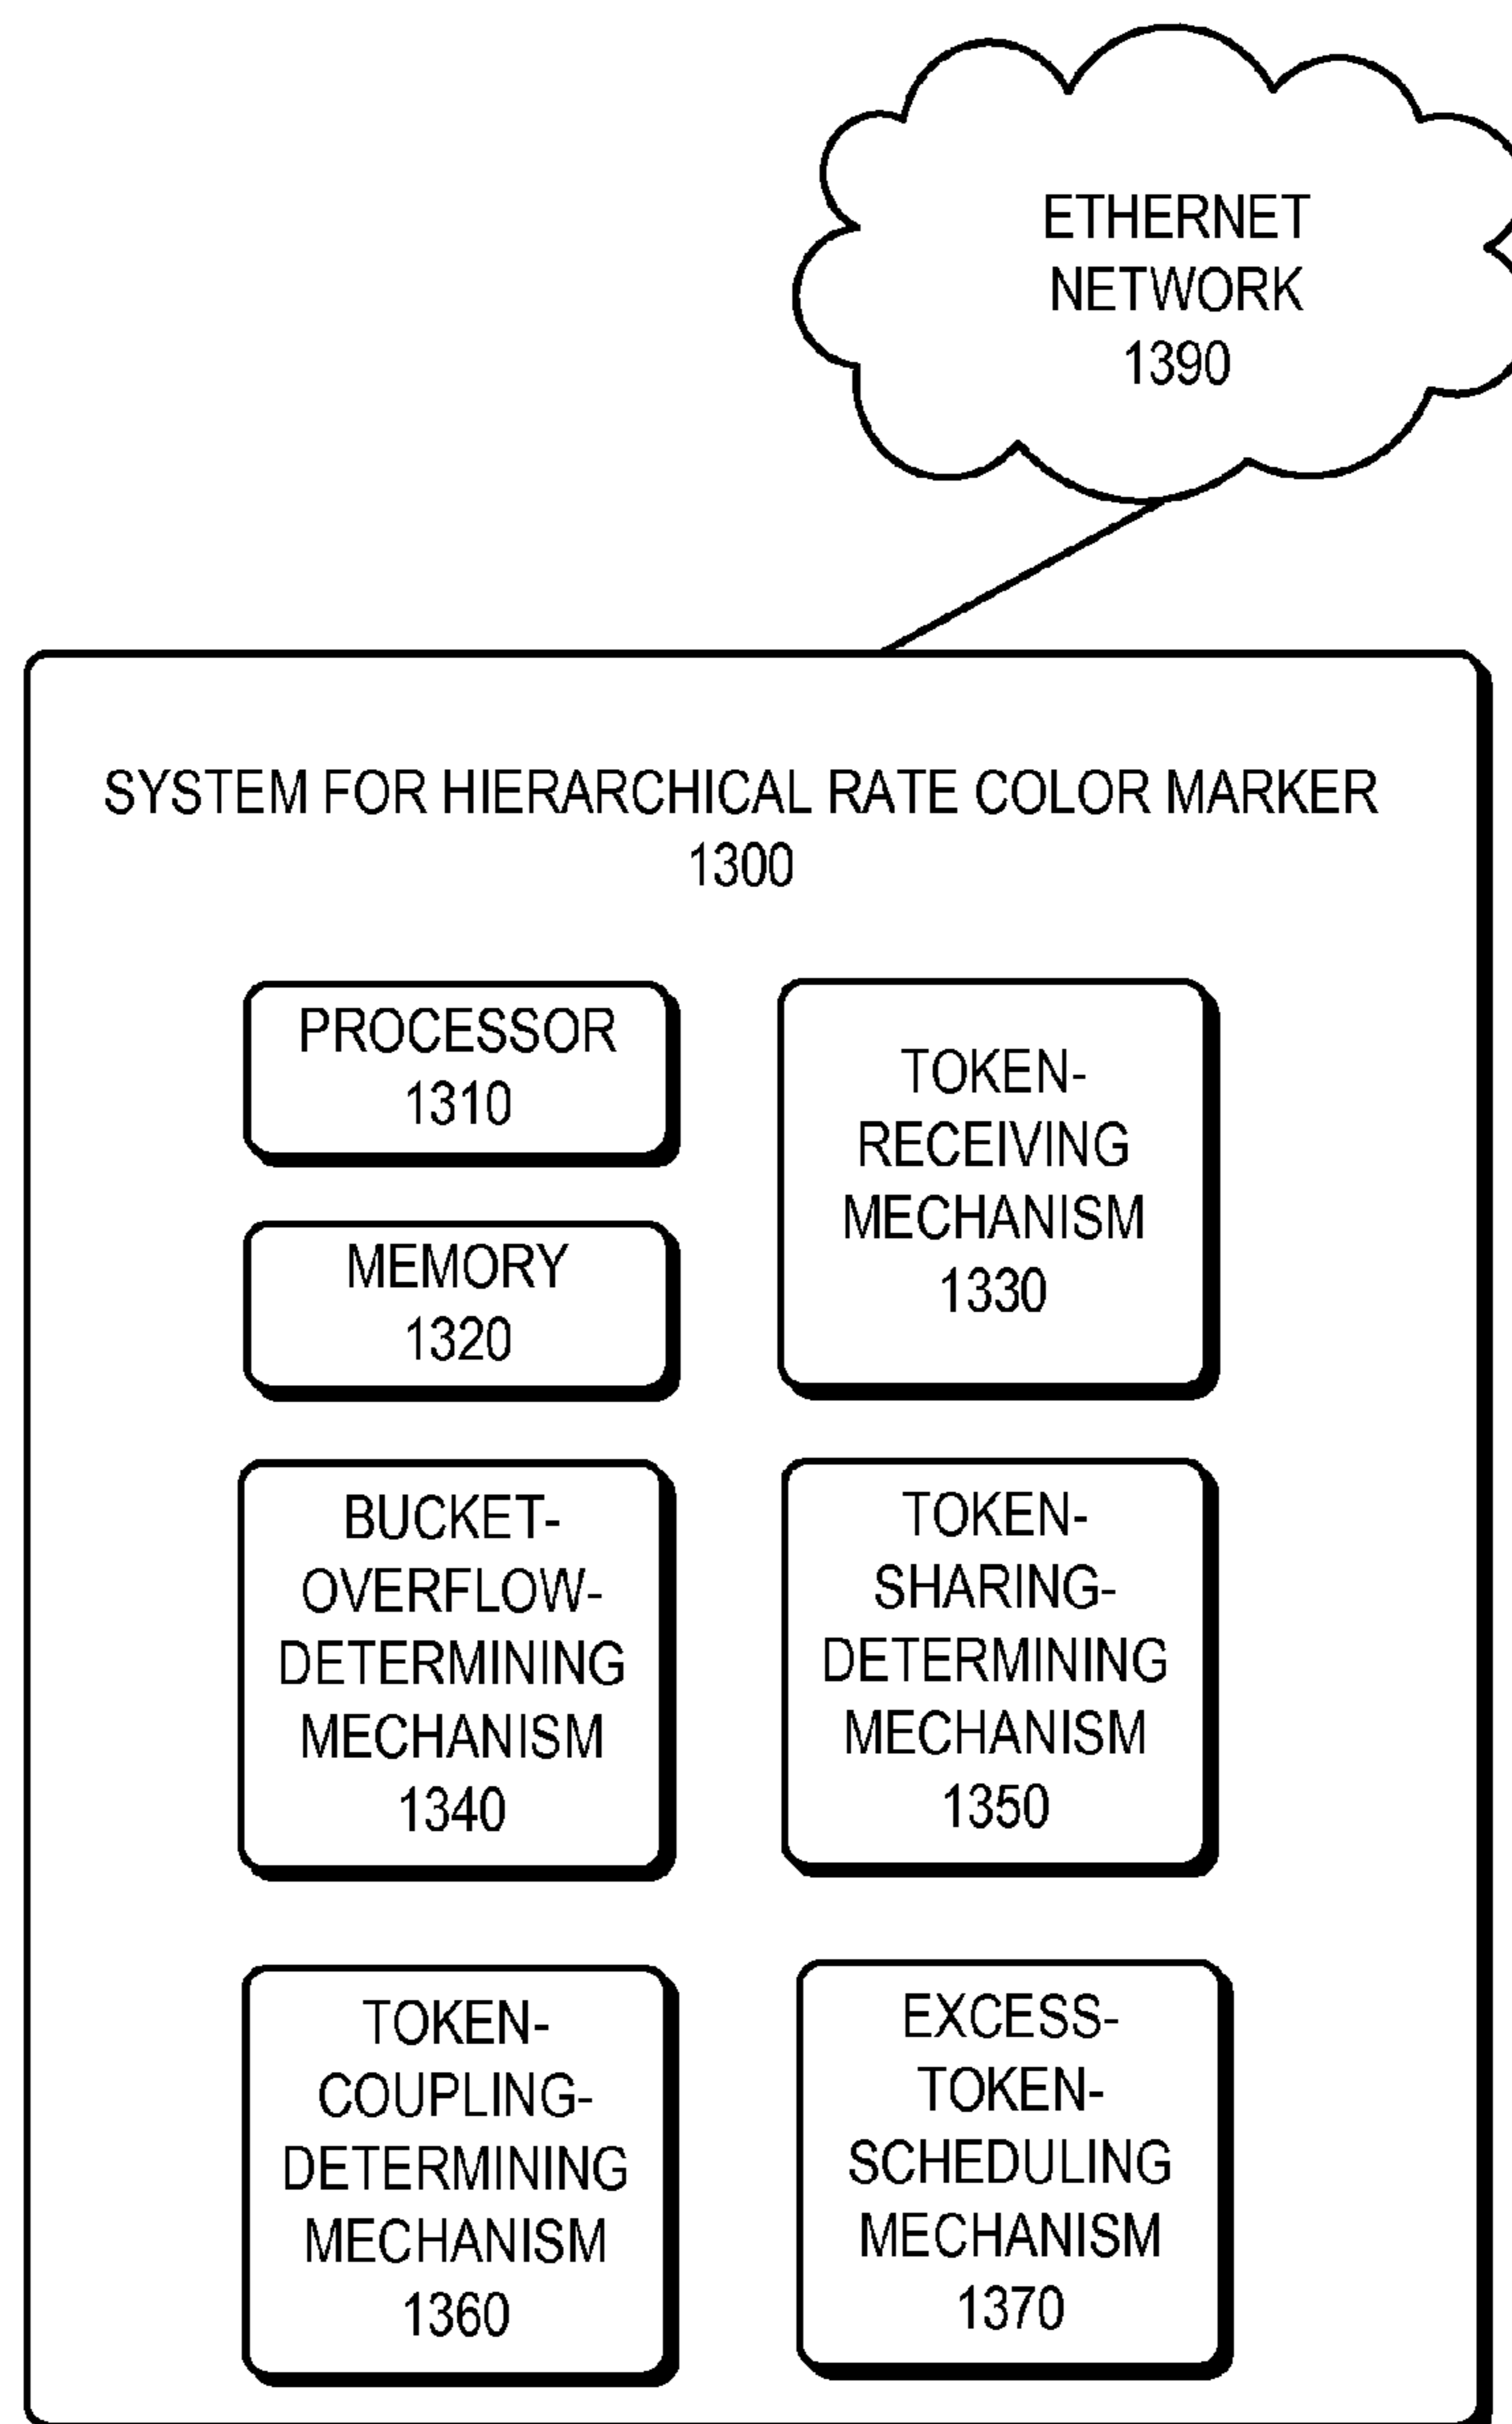 ETHERNET
NETWORK
1390
SYSTEM FOR HIERARCHICAL RATE COLOR MARKER
1300
PROCESSOR
1310
MEMORY
1320
TOKEN-
RECEIVING
MECHANISM
1330
BUCKET-
OVERFLOW-
DETERMINING
MECHANISM
1340
TOKEN-
SHARING-
DETERMINING
MECHANISM
1350
TOKEN-
COUPLING-
DETERMINING
MECHANISM
1360
EXCESS-
TOKEN-
SCHEDULING
MECHANISM
1370